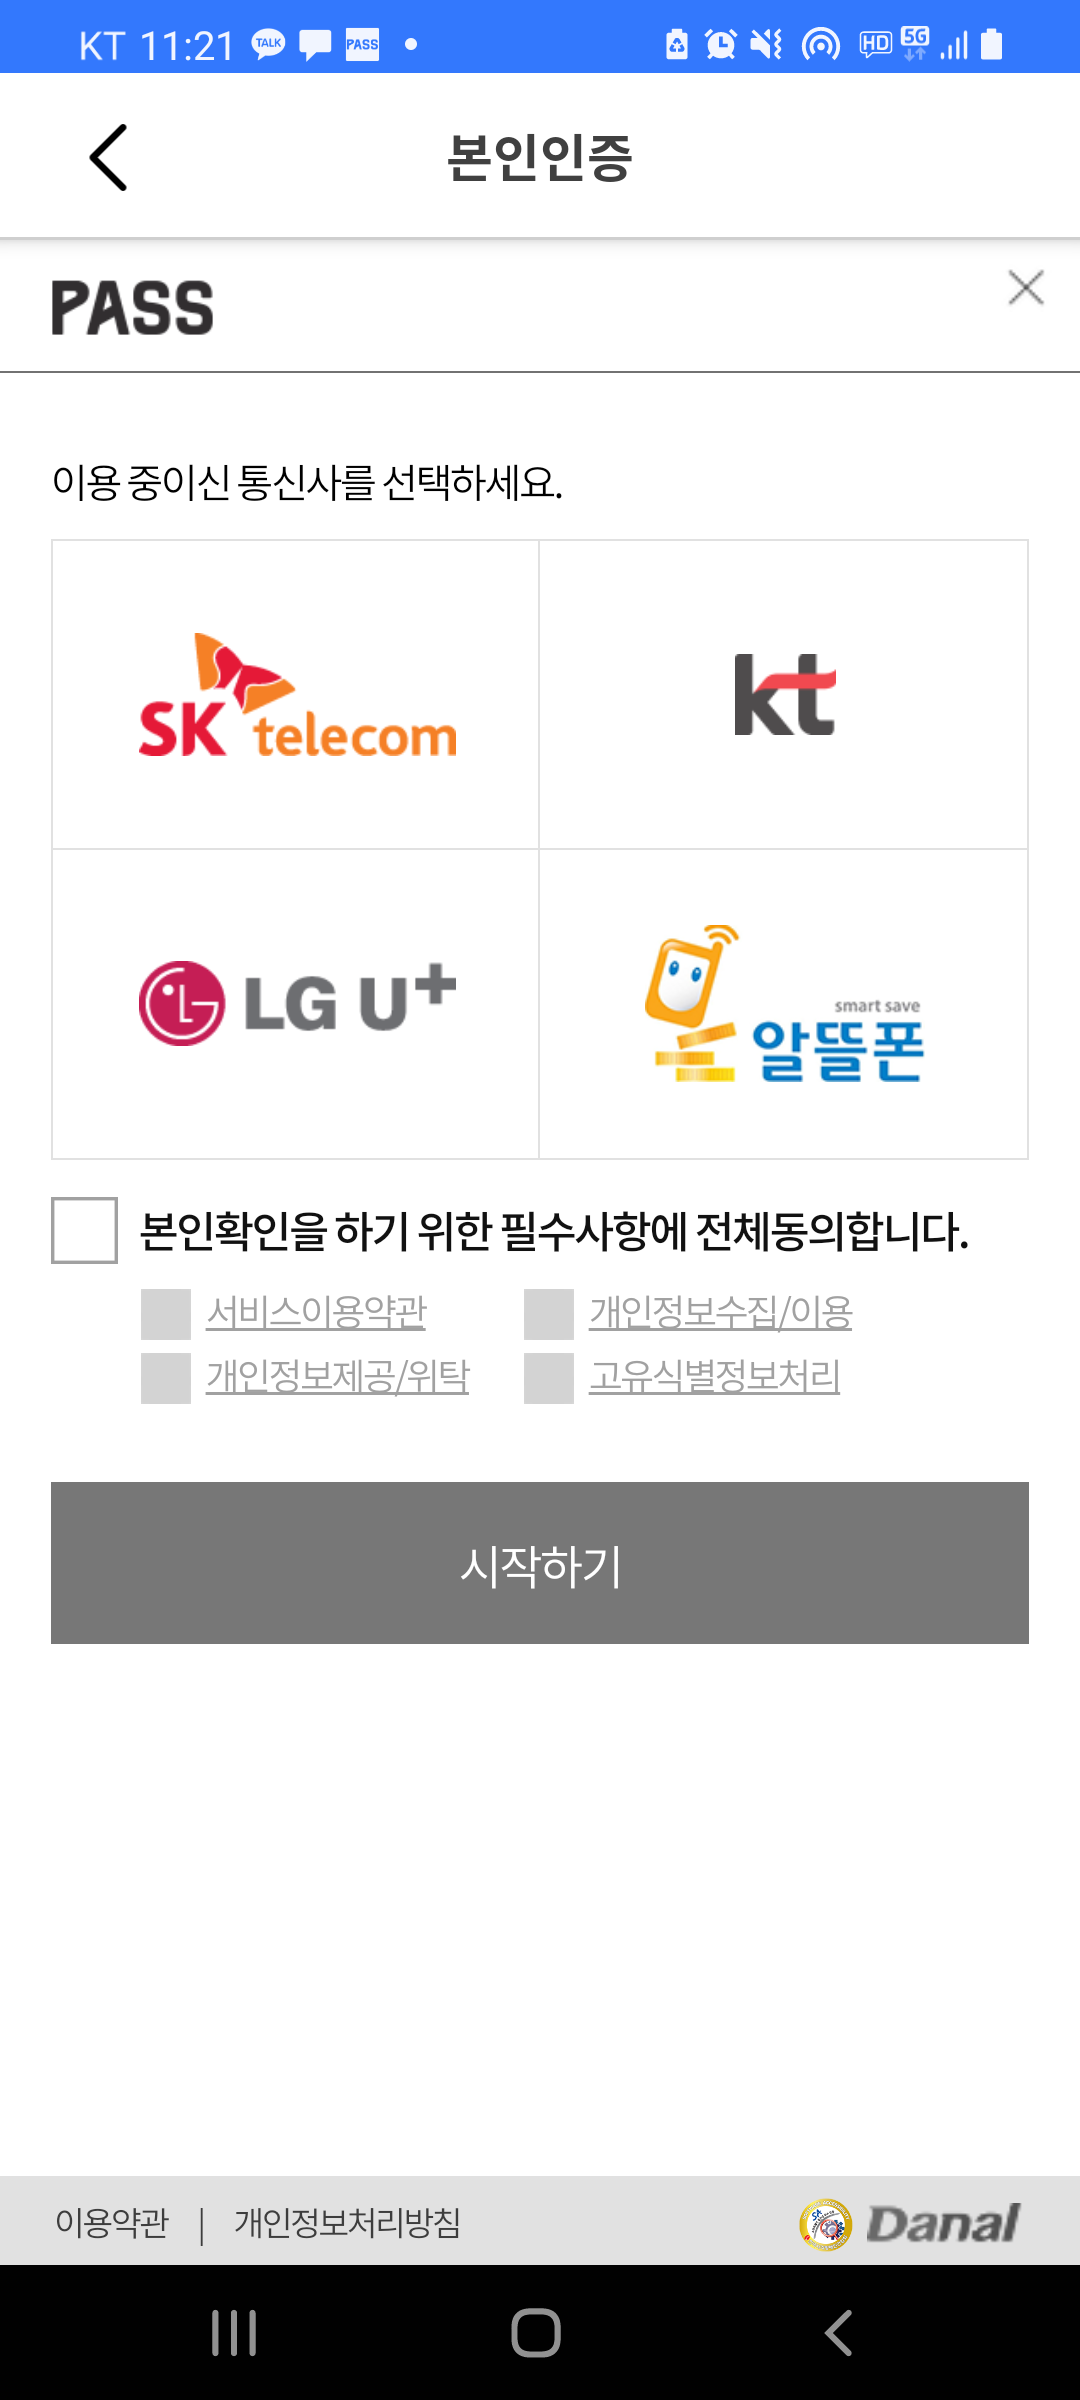 KT 11:21 TALK PASS HD 5G
본인인증
PASS
이용 중이신 통신사를 선택하세요.
SK telecom
kt
LG U+
smart save
알뜰폰
본인확인을 하기 위한 필수사항에 전체동의합니다.
서비스이용약관 개인정보수집/이용
개인정보제공/위탁 고유식별정보처리
시작하기
이용약관 | 개인정보처리방침 Danal